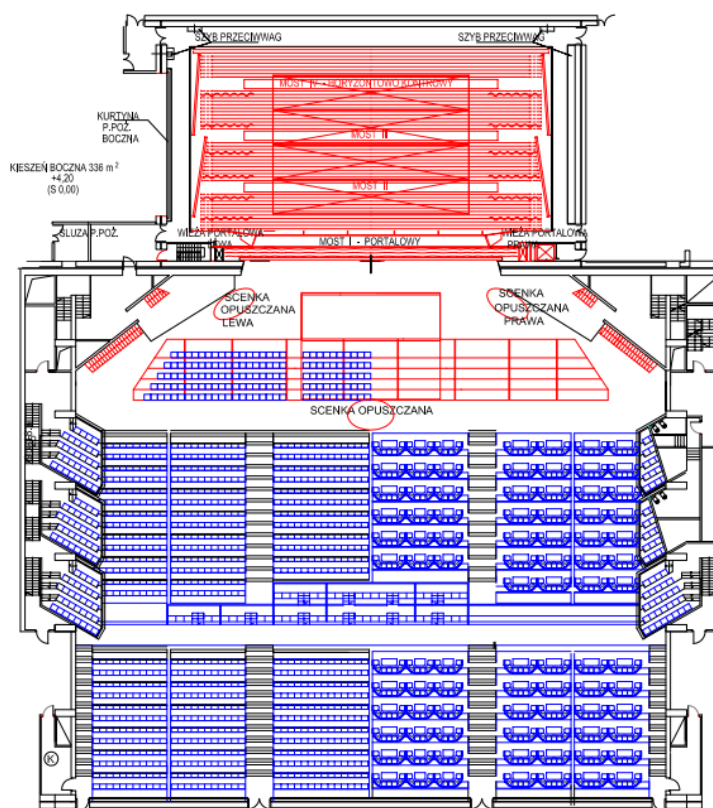 SZYB PRZECIWWAG
SZYB PRZECIWWAG
MOST IV - HORYZONTOWO KONTROWY
KURTYNA
P.POŻ.
BOCZNA
MOST III
KIESZEŃ BOCZNA 336 m²
+4,20
(S 0,00)
MOST II
ŚLUZA P.POŻ.
WIEŻA PORTALOWA
LEWA
MOST I - PORTALOWY
WIEŻA PORTALOWA
PRAWA
SCENKA
OPUSZCZANA
LEWA
SCENKA
OPUSZCZANA
PRAWA
SCENKA OPUSZCZANA
K